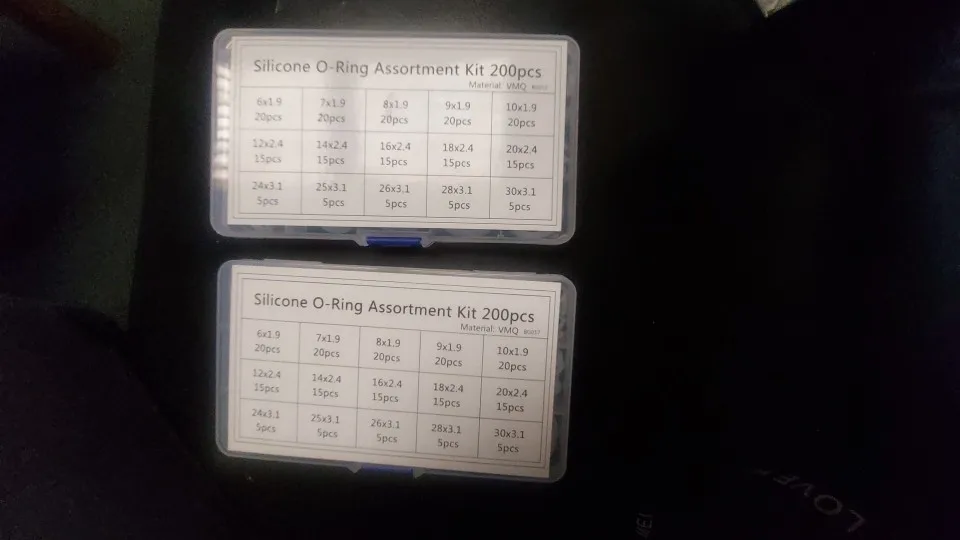 Silicone O-Ring Assortment Kit 200pcs
Material: VMQ
6x1.9 7x1.9 8x1.9 9x1.9 10x1.9
20pcs 20pcs 20pcs 20pcs 20pcs
12x2.4 14x2.4 16x2.4 18x2.4 20x2.4
15pcs 15pcs 15pcs 15pcs 15pcs
24x3.1 25x3.1 26x3.1 28x3.1 30x3.1
5pcs 5pcs 5pcs 5pcs 5pcs
Silicone O-Ring Assortment Kit 200pcs
Material: VMQ
6x1.9 7x1.9 8x1.9 9x1.9 10x1.9
20pcs 20pcs 20pcs 20pcs 20pcs
12x2.4 14x2.4 16x2.4 18x2.4 20x2.4
15pcs 15pcs 15pcs 15pcs 15pcs
24x3.1 25x3.1 26x3.1 28x3.1 30x3.1
5pcs 5pcs 5pcs 5pcs 5pcs
LOVE